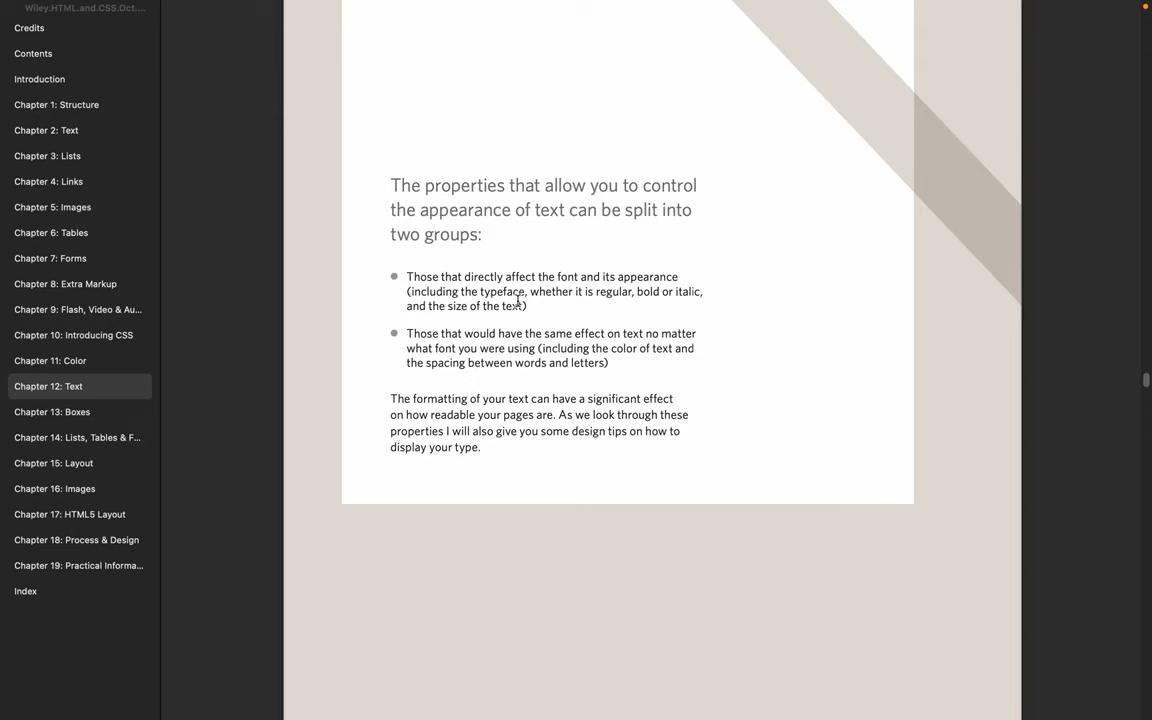 Wiley.HTML.and.CSS.Oct....
Credits
Contents
Introduction
Chapter 1: Structure
Chapter 2: Text
Chapter 3: Lists
Chapter 4: Links
Chapter 5: Images
Chapter 6: Tables
Chapter 7: Forms
Chapter 8: Extra Markup
Chapter 9: Flash, Video & Au...
Chapter 10: Introducing CSS
Chapter 11: Color
Chapter 12: Text
Chapter 13: Boxes
Chapter 14: Lists, Tables & F...
Chapter 15: Layout
Chapter 16: Images
Chapter 17: HTML5 Layout
Chapter 18: Process & Design
Chapter 19: Practical Informa...
Index
The properties that allow you to control
the appearance of text can be split into
two groups:
Those that directly affect the font and its appearance
(including the typeface, whether it is regular, bold or italic,
and the size of the text)
Those that would have the same effect on text no matter
what font you were using (including the color of text and
the spacing between words and letters)
The formatting of your text can have a significant effect
on how readable your pages are. As we look through these
properties I will also give you some design tips on how to
display your type.